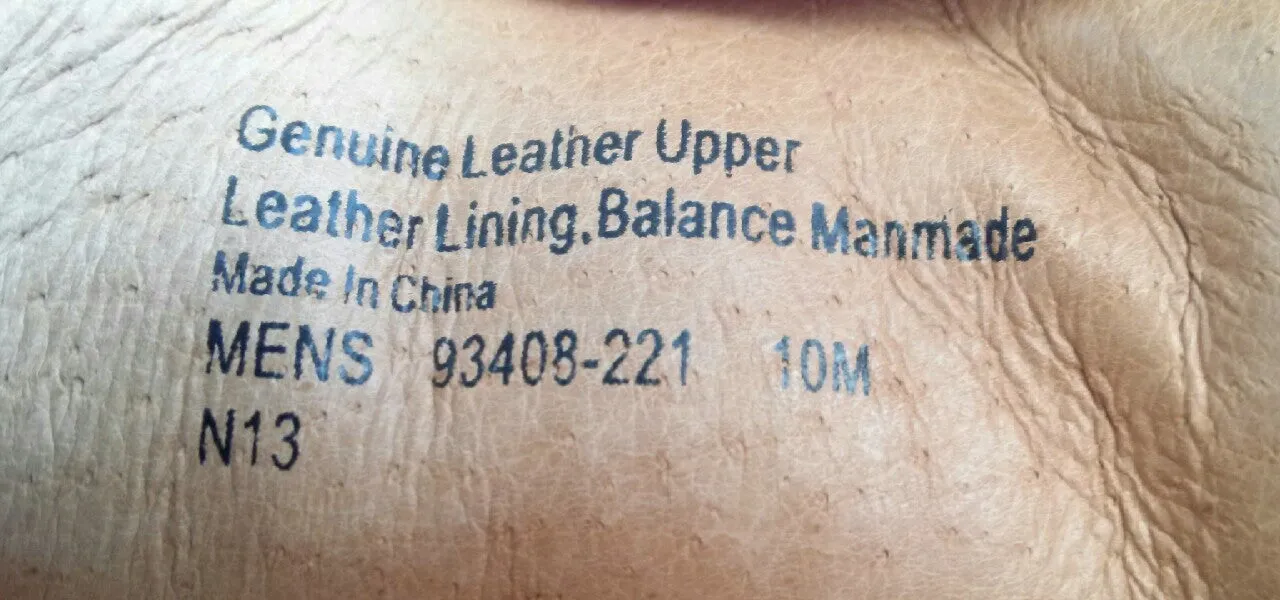 Genuine Leather Upper
Leather Lining.Balance Manmade
Made In China
MENS 93408-221 10M
N13